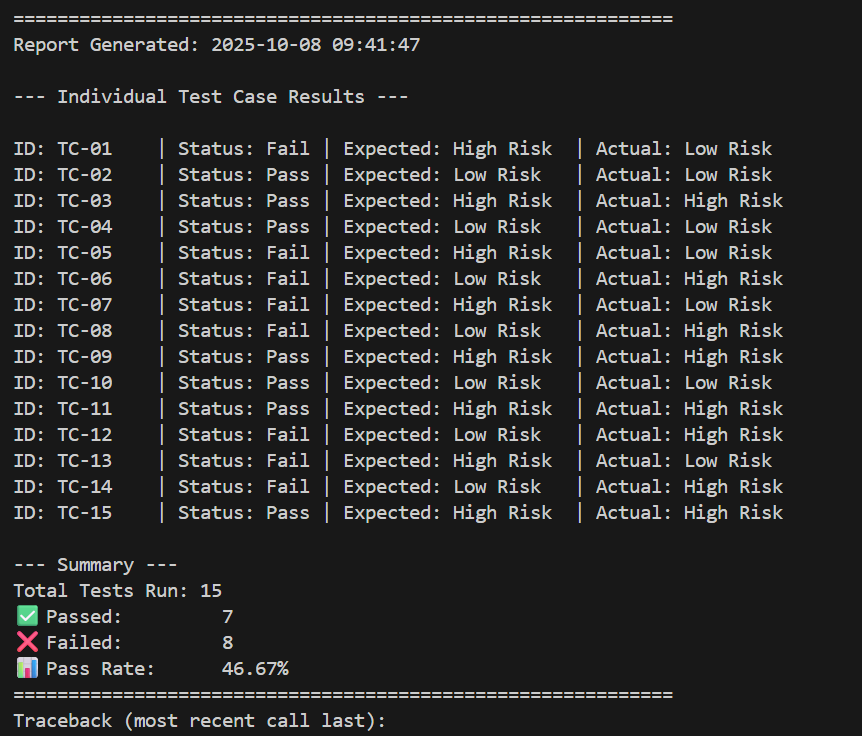 ============================================================
Report Generated: 2025-10-08 09:41:47
--- Individual Test Case Results ---
ID: TC-01    | Status: Fail | Expected: High Risk  | Actual: Low Risk
ID: TC-02    | Status: Pass | Expected: Low Risk   | Actual: Low Risk
ID: TC-03    | Status: Pass | Expected: High Risk  | Actual: High Risk
ID: TC-04    | Status: Pass | Expected: Low Risk   | Actual: Low Risk
ID: TC-05    | Status: Fail | Expected: High Risk  | Actual: Low Risk
ID: TC-06    | Status: Fail | Expected: Low Risk   | Actual: High Risk
ID: TC-07    | Status: Fail | Expected: High Risk  | Actual: Low Risk
ID: TC-08    | Status: Fail | Expected: Low Risk   | Actual: High Risk
ID: TC-09    | Status: Pass | Expected: High Risk  | Actual: High Risk
ID: TC-10    | Status: Pass | Expected: Low Risk   | Actual: Low Risk
ID: TC-11    | Status: Pass | Expected: High Risk  | Actual: High Risk
ID: TC-12    | Status: Fail | Expected: Low Risk   | Actual: High Risk
ID: TC-13    | Status: Fail | Expected: High Risk  | Actual: Low Risk
ID: TC-14    | Status: Fail | Expected: Low Risk   | Actual: High Risk
ID: TC-15    | Status: Pass | Expected: High Risk  | Actual: High Risk
--- Summary ---
Total Tests Run: 15
✅ Passed:         7
❌ Failed:         8
📊 Pass Rate:      46.67%
============================================================
Traceback (most recent call last):